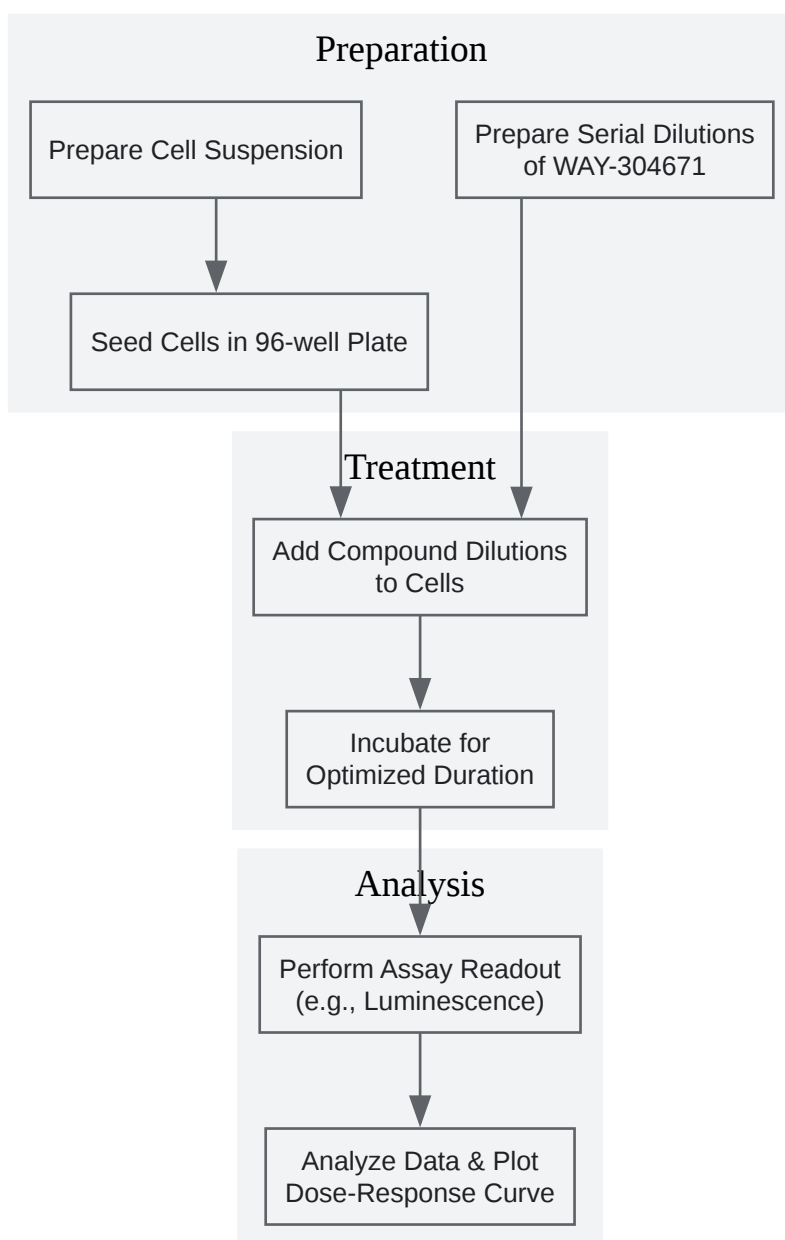 Preparation
Prepare Cell Suspension
Prepare Serial Dilutions
of WAY-304671
Seed Cells in 96-well Plate
Treatment
Add Compound Dilutions
to Cells
Incubate for
Optimized Duration
Analysis
Perform Assay Readout
(e.g., Luminescence)
Analyze Data & Plot
Dose-Response Curve